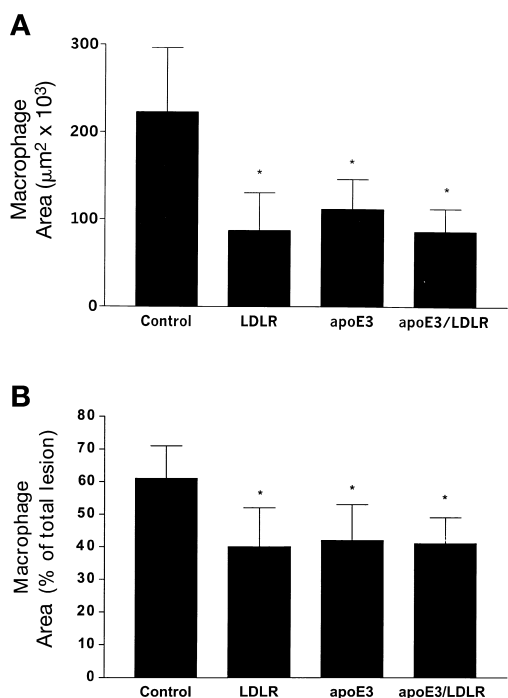 A
Macrophage
Area (μm² x 10³)
300
200
100
0
*
*
*
Control LDLR apoE3 apoE3/LDLR
B
Macrophage
Area (% of total lesion)
80
70
60
50
40
30
20
10
0
*
*
*
Control LDLR apoE3 apoE3/LDLR